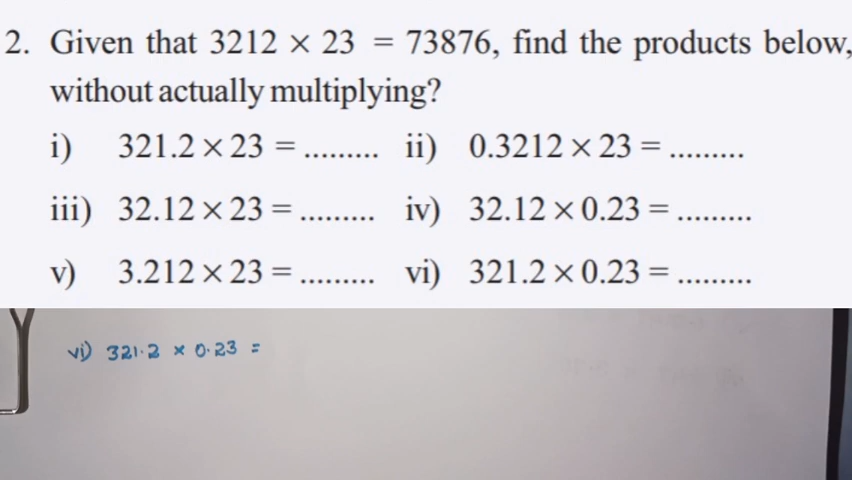 2. Given that 3212 × 23 = 73876, find the products below,
without actually multiplying?
i) 321.2 × 23 = ......... ii) 0.3212 × 23 = .........
iii) 32.12 × 23 = ......... iv) 32.12 × 0.23 = .........
v) 3.212 × 23 = ......... vi) 321.2 × 0.23 = .........
vi) 321.2 × 0.23 =